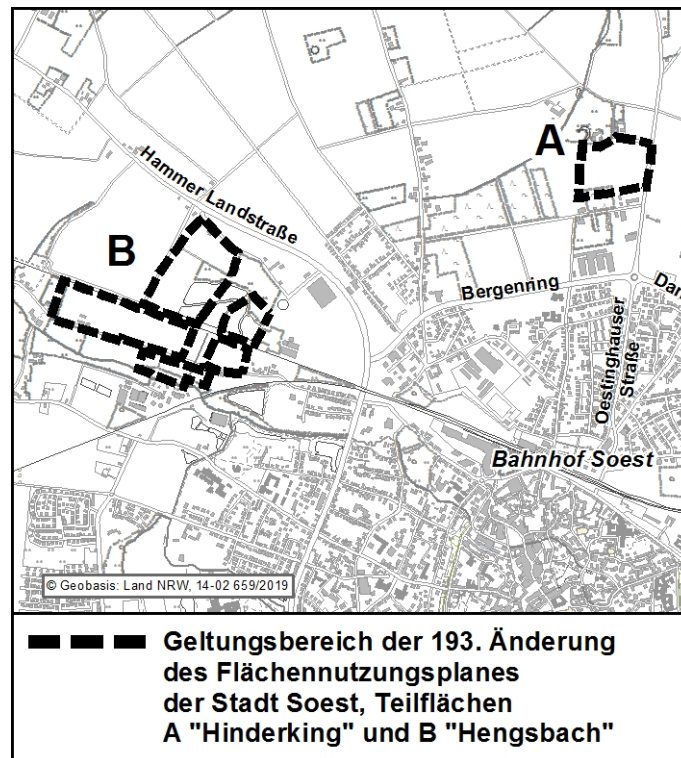 A
Hammer Landstraße
B
Bergenring
Oestinghauser
Straße
Bahnhof Soest
© Geobasis: Land NRW, 14-02 659/2019
Geltungsbereich der 193. Änderung
des Flächennutzungsplanes
der Stadt Soest, Teilflächen
A "Hinderking" und B "Hengsbach"